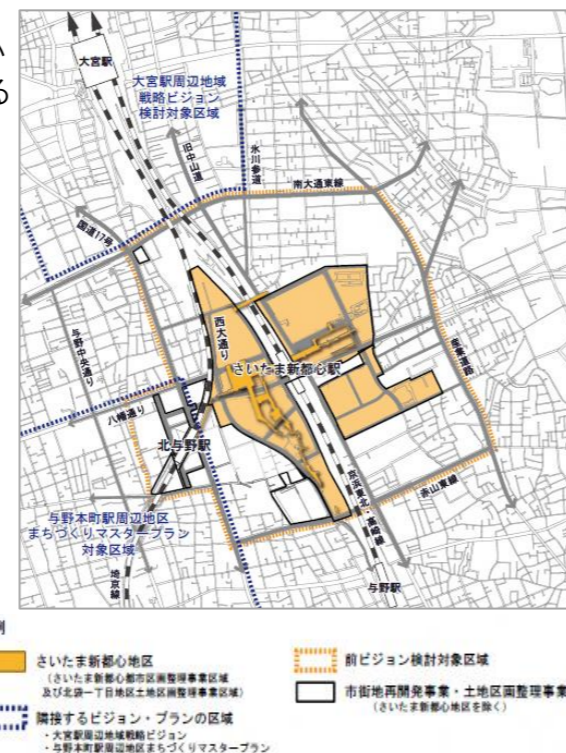 い
る
大宮駅
大宮駅周辺地域
戦略ビジョン
検討対象区域
旧中山道
氷川参道
南大通東線
国道17号
与野中央通り
西大通り
さいたま新都心駅
産業道路
八幡通り
北与野駅
京浜東北・高崎線
赤山東線
与野本町駅周辺地区
まちづくりマスタープラン
対象区域
埼京線
与野駅
例
さいたま新都心地区
（さいたま新都心都市区画整理事業区域
及び北袋一丁目地区土地区画整理事業区域）
隣接するビジョン・プランの区域
・大宮駅周辺地域戦略ビジョン
・与野本町駅周辺地区まちづくりマスタープラン
前ビジョン検討対象区域
市街地再開発事業・土地区画整理事業
（さいたま新都心地区を除く）